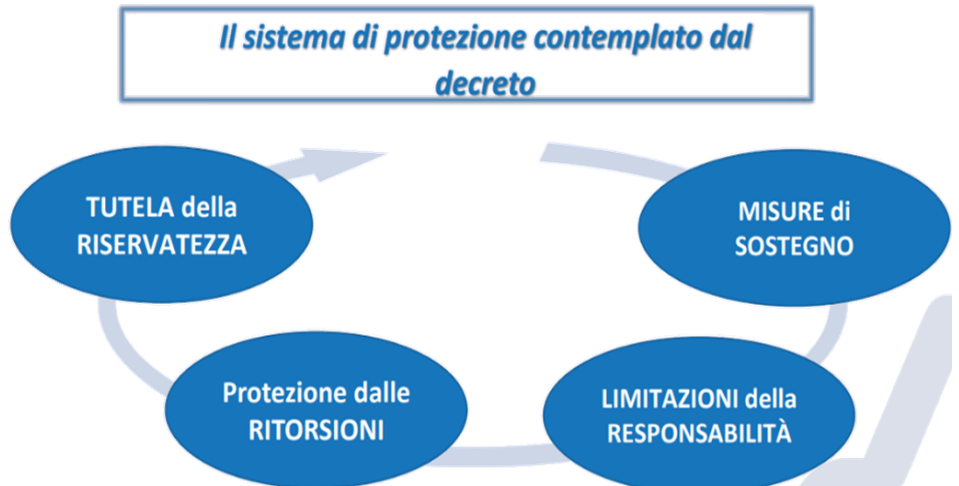 Il sistema di protezione contemplato dal
decreto
TUTELA della
RISERVATEZZA
MISURE di
SOSTEGNO
Protezione dalle
RITORSIONI
LIMITAZIONI della
RESPONSABILITÀ